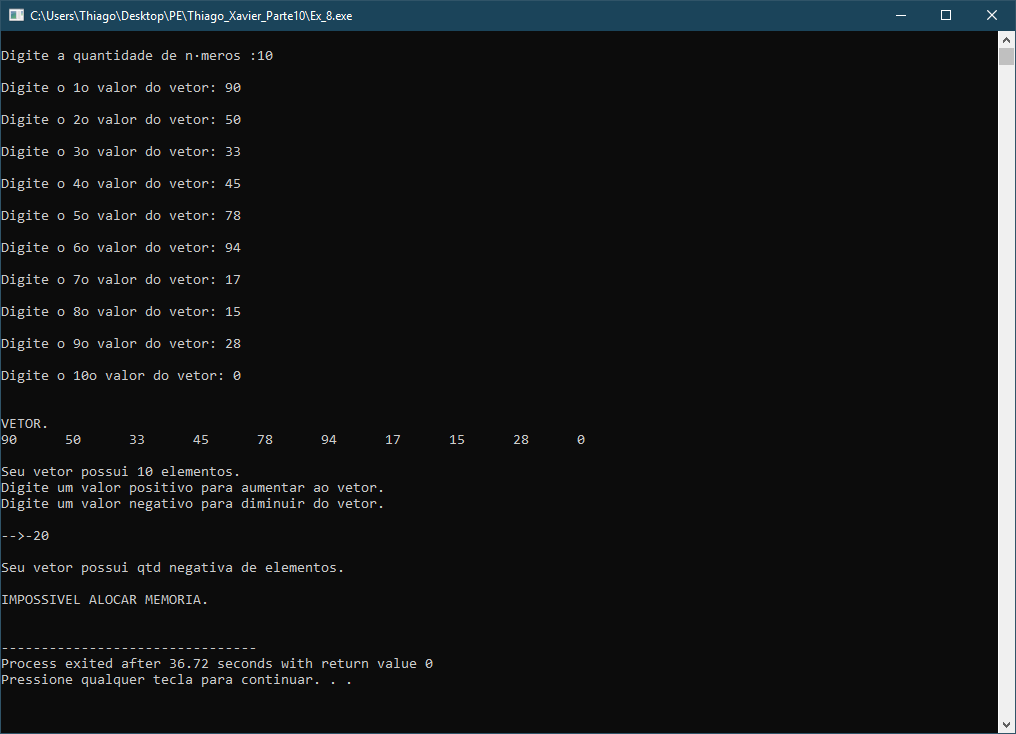 C:\Users\Thiago\Desktop\PE\Thiago_Xavier_Parte10\Ex_8.exe
Digite a quantidade de n·meros :10
Digite o 1o valor do vetor: 90
Digite o 2o valor do vetor: 50
Digite o 3o valor do vetor: 33
Digite o 4o valor do vetor: 45
Digite o 5o valor do vetor: 78
Digite o 6o valor do vetor: 94
Digite o 7o valor do vetor: 17
Digite o 8o valor do vetor: 15
Digite o 9o valor do vetor: 28
Digite o 10o valor do vetor: 0
VETOR.
90 50 33 45 78 94 17 15 28 0
Seu vetor possui 10 elementos.
Digite um valor positivo para aumentar ao vetor.
Digite um valor negativo para diminuir do vetor.
-->-20
Seu vetor possui qtd negativa de elementos.
IMPOSSIVEL ALOCAR MEMORIA.
--------------------------------
Process exited after 36.72 seconds with return value 0
Pressione qualquer tecla para continuar. . .